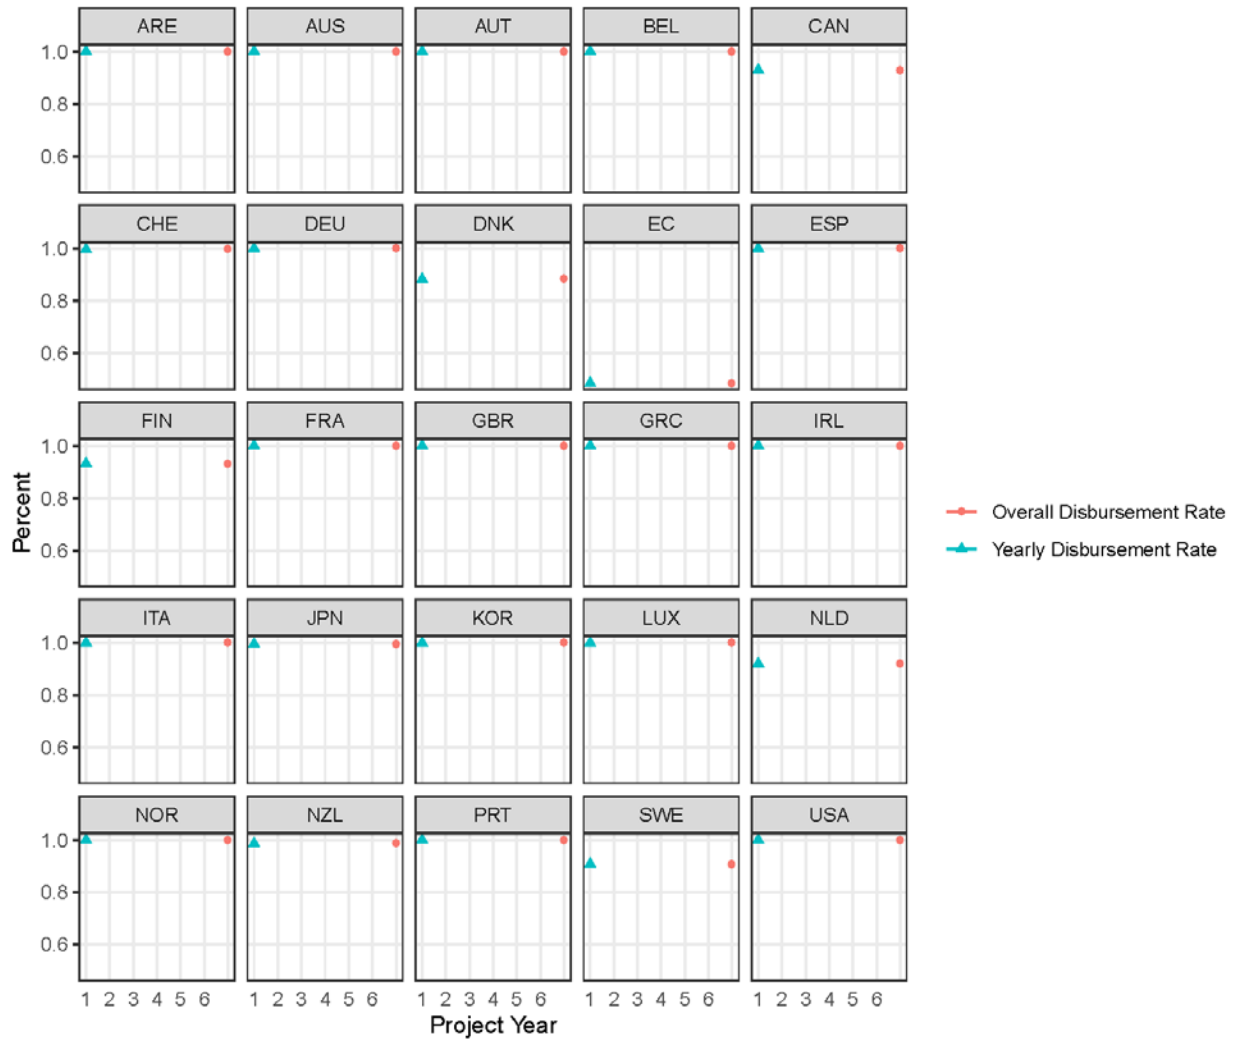 ARE AUS AUT BEL CAN
1.0
0.8
0.6
CHE DEU DNK EC ESP
1.0
0.8
0.6
FIN FRA GBR GRC IRL
1.0
0.8
0.6
ITA JPN KOR LUX NLD
1.0
0.8
0.6
NOR NZL PRT SWE USA
1.0
0.8
0.6
1 2 3 4 5 6 1 2 3 4 5 6 1 2 3 4 5 6 1 2 3 4 5 6 1 2 3 4 5 6
Project Year
Percent
Overall Disbursement Rate
Yearly Disbursement Rate